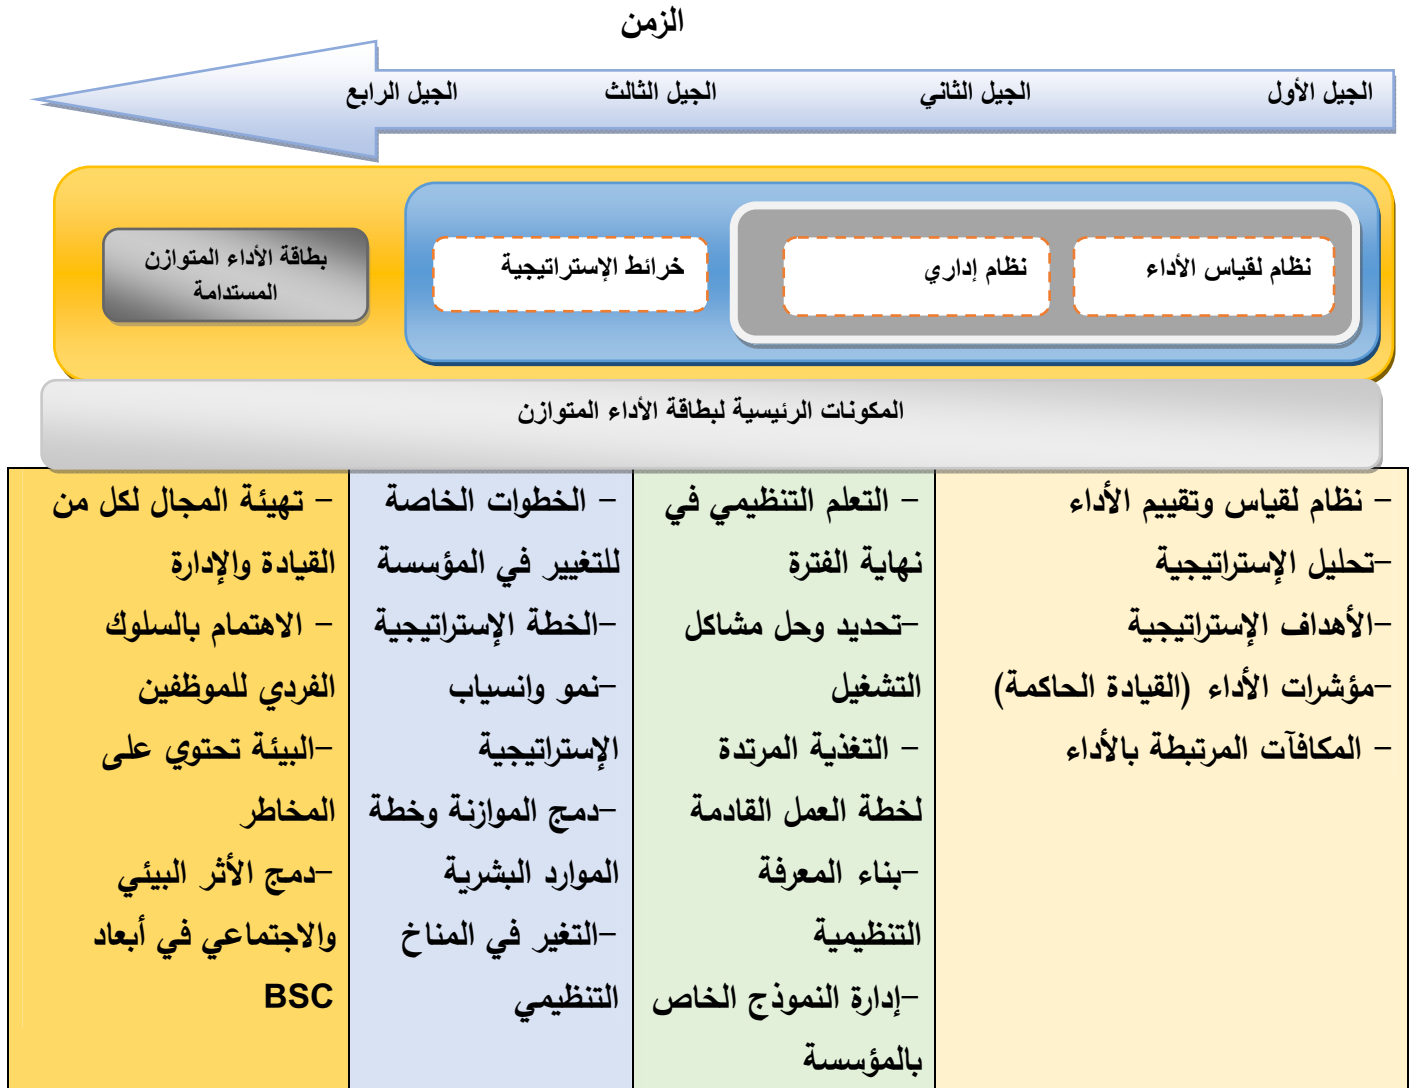 الزمن
الجيل الأول
الجيل الثاني
الجيل الثالث
الجيل الرابع
نظام لقياس الأداء
نظام إداري
خرائط الإستراتيجية
بطاقة الأداء المتوازن
المستدامة
المكونات الرئيسية لبطاقة الأداء المتوازن
– نظام لقياس وتقييم الأداء
–تحليل الإستراتيجية
–الأهداف الإستراتيجية
–مؤشرات الأداء (القيادة الحاكمة)
– المكافآت المرتبطة بالأداء
– التعلم التنظيمي في
نهاية الفترة
–تحديد وحل مشاكل
التشغيل
– التغذية المرتدة
لخطة العمل القادمة
–بناء المعرفة
التنظيمية
–إدارة النموذج الخاص
بالمؤسسة
– الخطوات الخاصة
للتغيير في المؤسسة
–الخطة الإستراتيجية
–نمو وانسياب
الإستراتيجية
–دمج الموازنة وخطة
الموارد البشرية
–التغير في المناخ
التنظيمي
– تهيئة المجال لكل من
القيادة والإدارة
– الاهتمام بالسلوك
الفردي للموظفين
–البيئة تحتوي على
المخاطر
–دمج الأثر البيئي
والاجتماعي في أبعاد
BSC